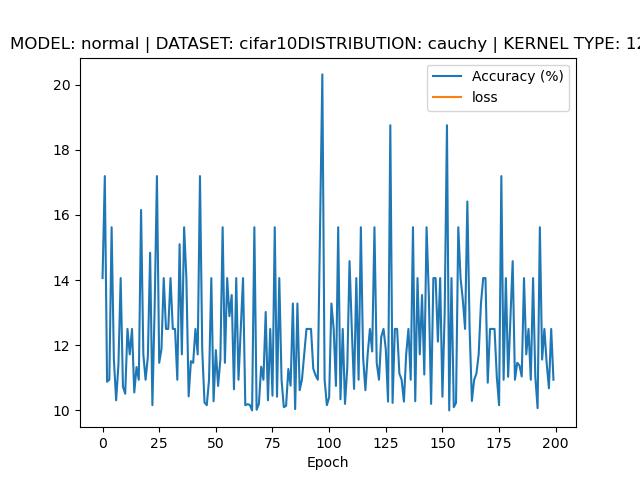 MODEL: normal | DATASET: cifar10DISTRIBUTION: cauchy | KERNEL TYPE: 12
Accuracy (%)
loss
20
18
16
14
12
10
0 25 50 75 100 125 150 175 200
Epoch